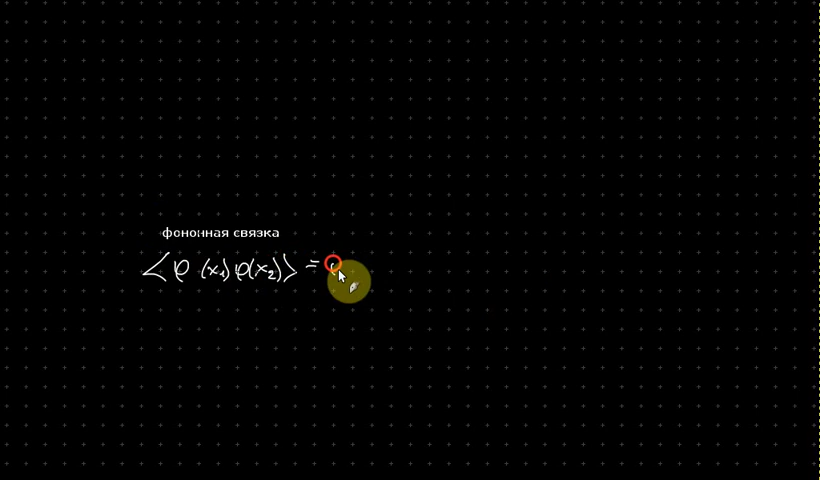 фононная связка
<φ (x₁) φ(x₂)> =